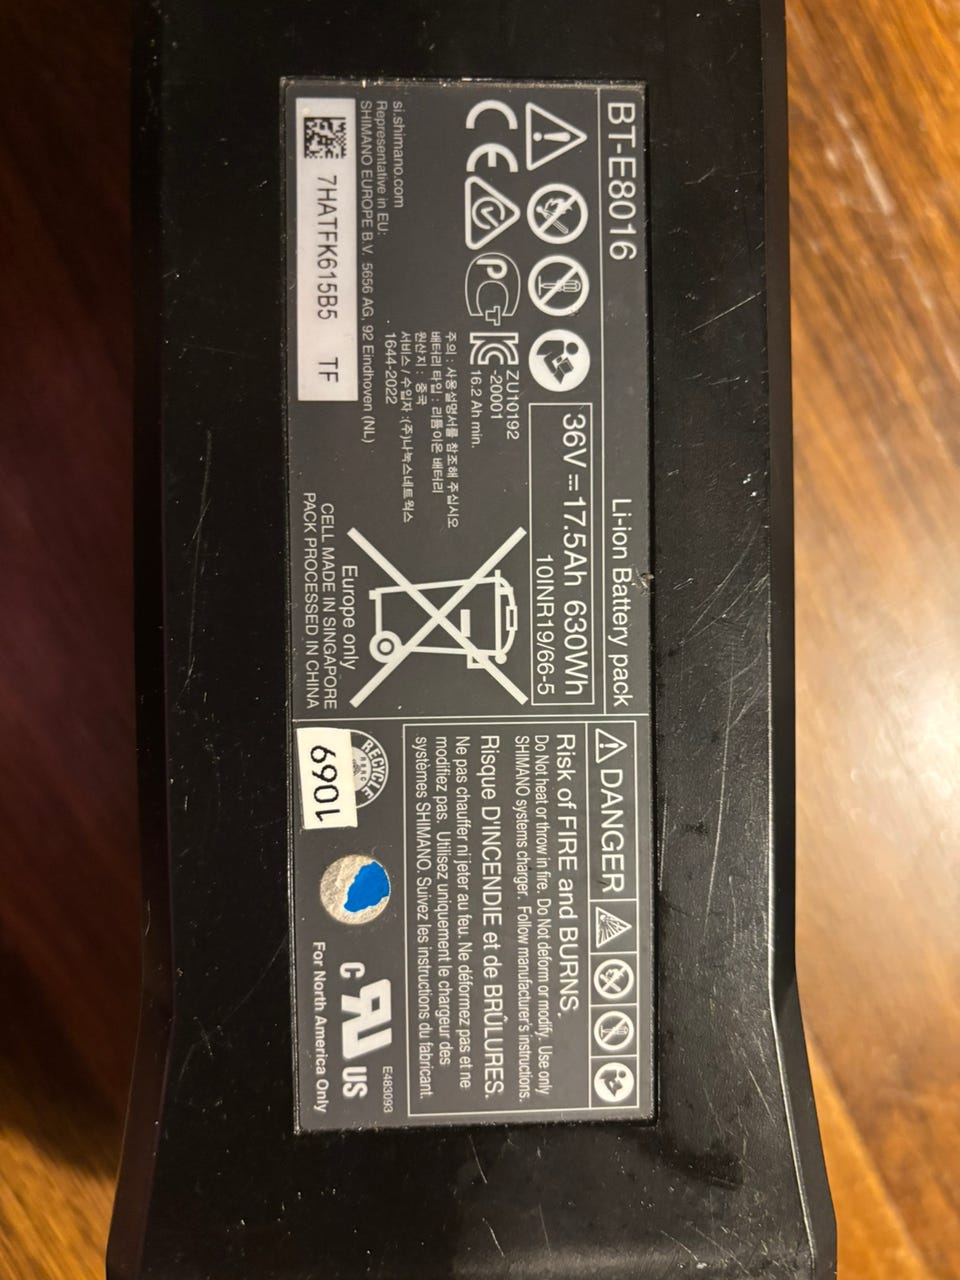 BT-E8016
Li-ion Battery pack
36V⎓17.5Ah 630Wh
10INR19/66-5
CE
PCT
ZU10192
-20001
16.2 Ah min.
주의 : 사용설명서를 참조해 주십시오
배터리 타입 : 리튬이온 배터리
원산지 : 중국
서비스 / 수입자 :(주)나눅스네트웍스
1644-2022
si.shimano.com
Representative in EU:
SHIMANO EUROPE B.V. 5656 AG, 92 Eindhoven (NL)
7HATFK615B5 TF
Europe only
CELL MADE IN SINGAPORE
PACK PROCESSED IN CHINA
DANGER
Risk of FIRE and BURNS.
Do Not heat or throw in fire. Do Not deform or modify. Use only
SHIMANO systems charger. Follow manufacturer's instructions.
Risque D'INCENDIE et de BRÛLURES.
Ne pas chauffer ni jeter au feu. Ne déformez pas et ne
modifiez pas. Utilisez uniquement le chargeur des
systèmes SHIMANO. Suivez les instructions du fabricant.
RECYCLE
RBRC
1069
E483093
c RU US
For North America Only